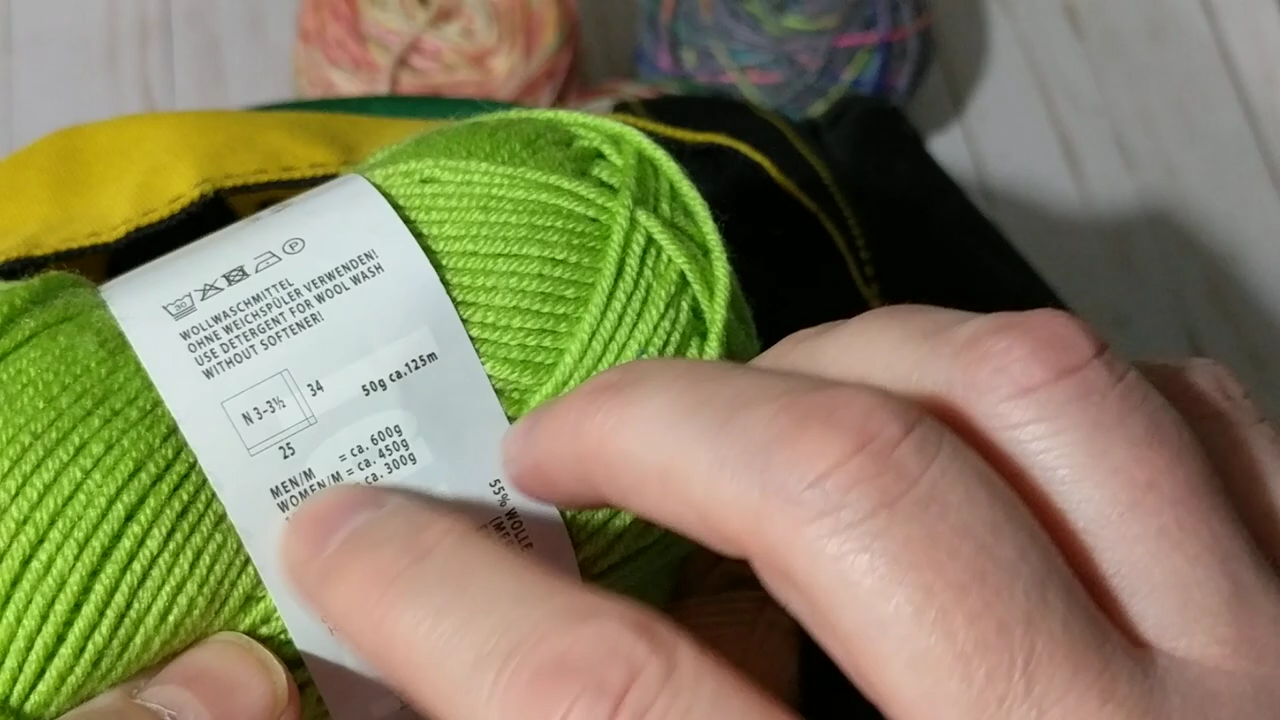 30
P
WOLLWASCHMITTEL
OHNE WEICHSPÜLER VERWENDEN!
USE DETERGENT FOR WOOL WASH
WITHOUT SOFTENER!
N 3-3½
34
25
50g ca.125m
MEN/M = ca. 600g
WOMEN/M = ca. 450g
ca. 300g
55% WOLLE